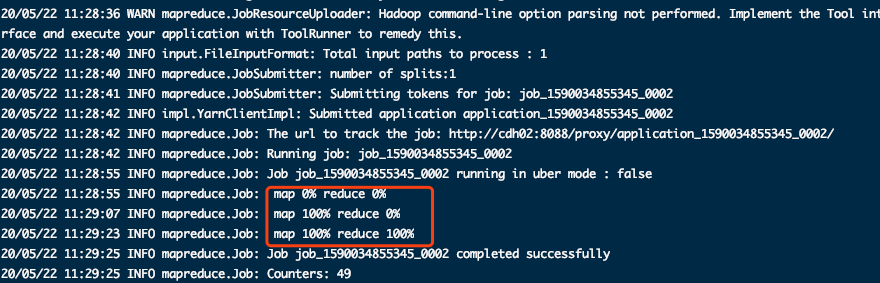 20/05/22 11:28:36 WARN mapreduce.JobResourceUploader: Hadoop command-line option parsing not performed. Implement the Tool inte
rface and execute your application with ToolRunner to remedy this.
20/05/22 11:28:40 INFO input.FileInputFormat: Total input paths to process : 1
20/05/22 11:28:40 INFO mapreduce.JobSubmitter: number of splits:1
20/05/22 11:28:41 INFO mapreduce.JobSubmitter: Submitting tokens for job: job_1590034855345_0002
20/05/22 11:28:42 INFO impl.YarnClientImpl: Submitted application application_1590034855345_0002
20/05/22 11:28:42 INFO mapreduce.Job: The url to track the job: http://cdh02:8088/proxy/application_1590034855345_0002/
20/05/22 11:28:42 INFO mapreduce.Job: Running job: job_1590034855345_0002
20/05/22 11:28:55 INFO mapreduce.Job: Job job_1590034855345_0002 running in uber mode : false
20/05/22 11:28:55 INFO mapreduce.Job:  map 0% reduce 0%
20/05/22 11:29:07 INFO mapreduce.Job:  map 100% reduce 0%
20/05/22 11:29:23 INFO mapreduce.Job:  map 100% reduce 100%
20/05/22 11:29:25 INFO mapreduce.Job: Job job_1590034855345_0002 completed successfully
20/05/22 11:29:25 INFO mapreduce.Job: Counters: 49